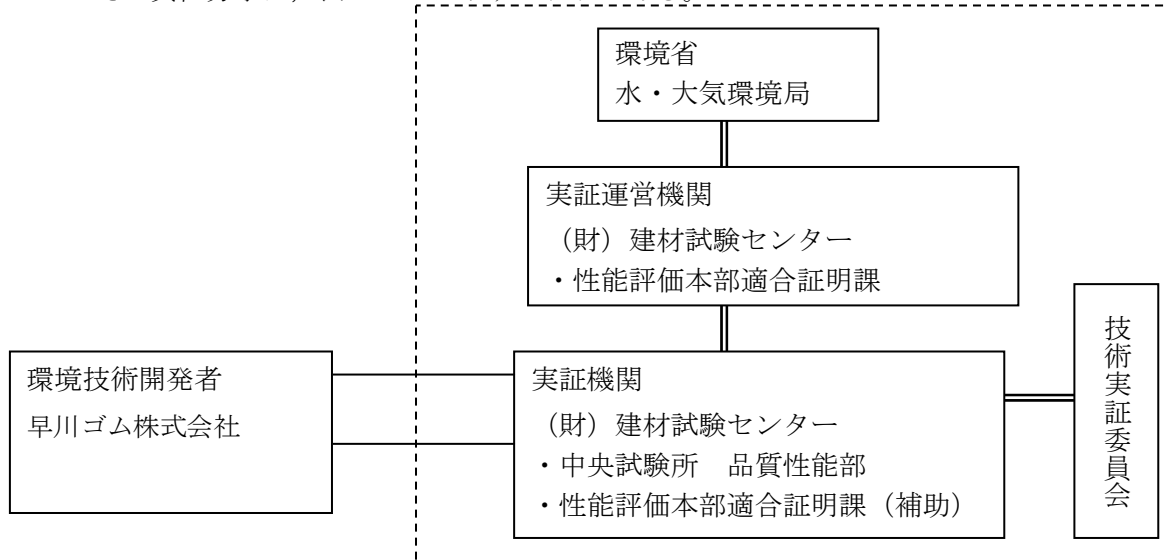 環境省
水・大気環境局
実証運営機関
（財）建材試験センター
・性能評価本部適合証明課
技術実証委員会
環境技術開発者
早川ゴム株式会社
実証機関
（財）建材試験センター
・中央試験所　品質性能部
・性能評価本部適合証明課（補助）